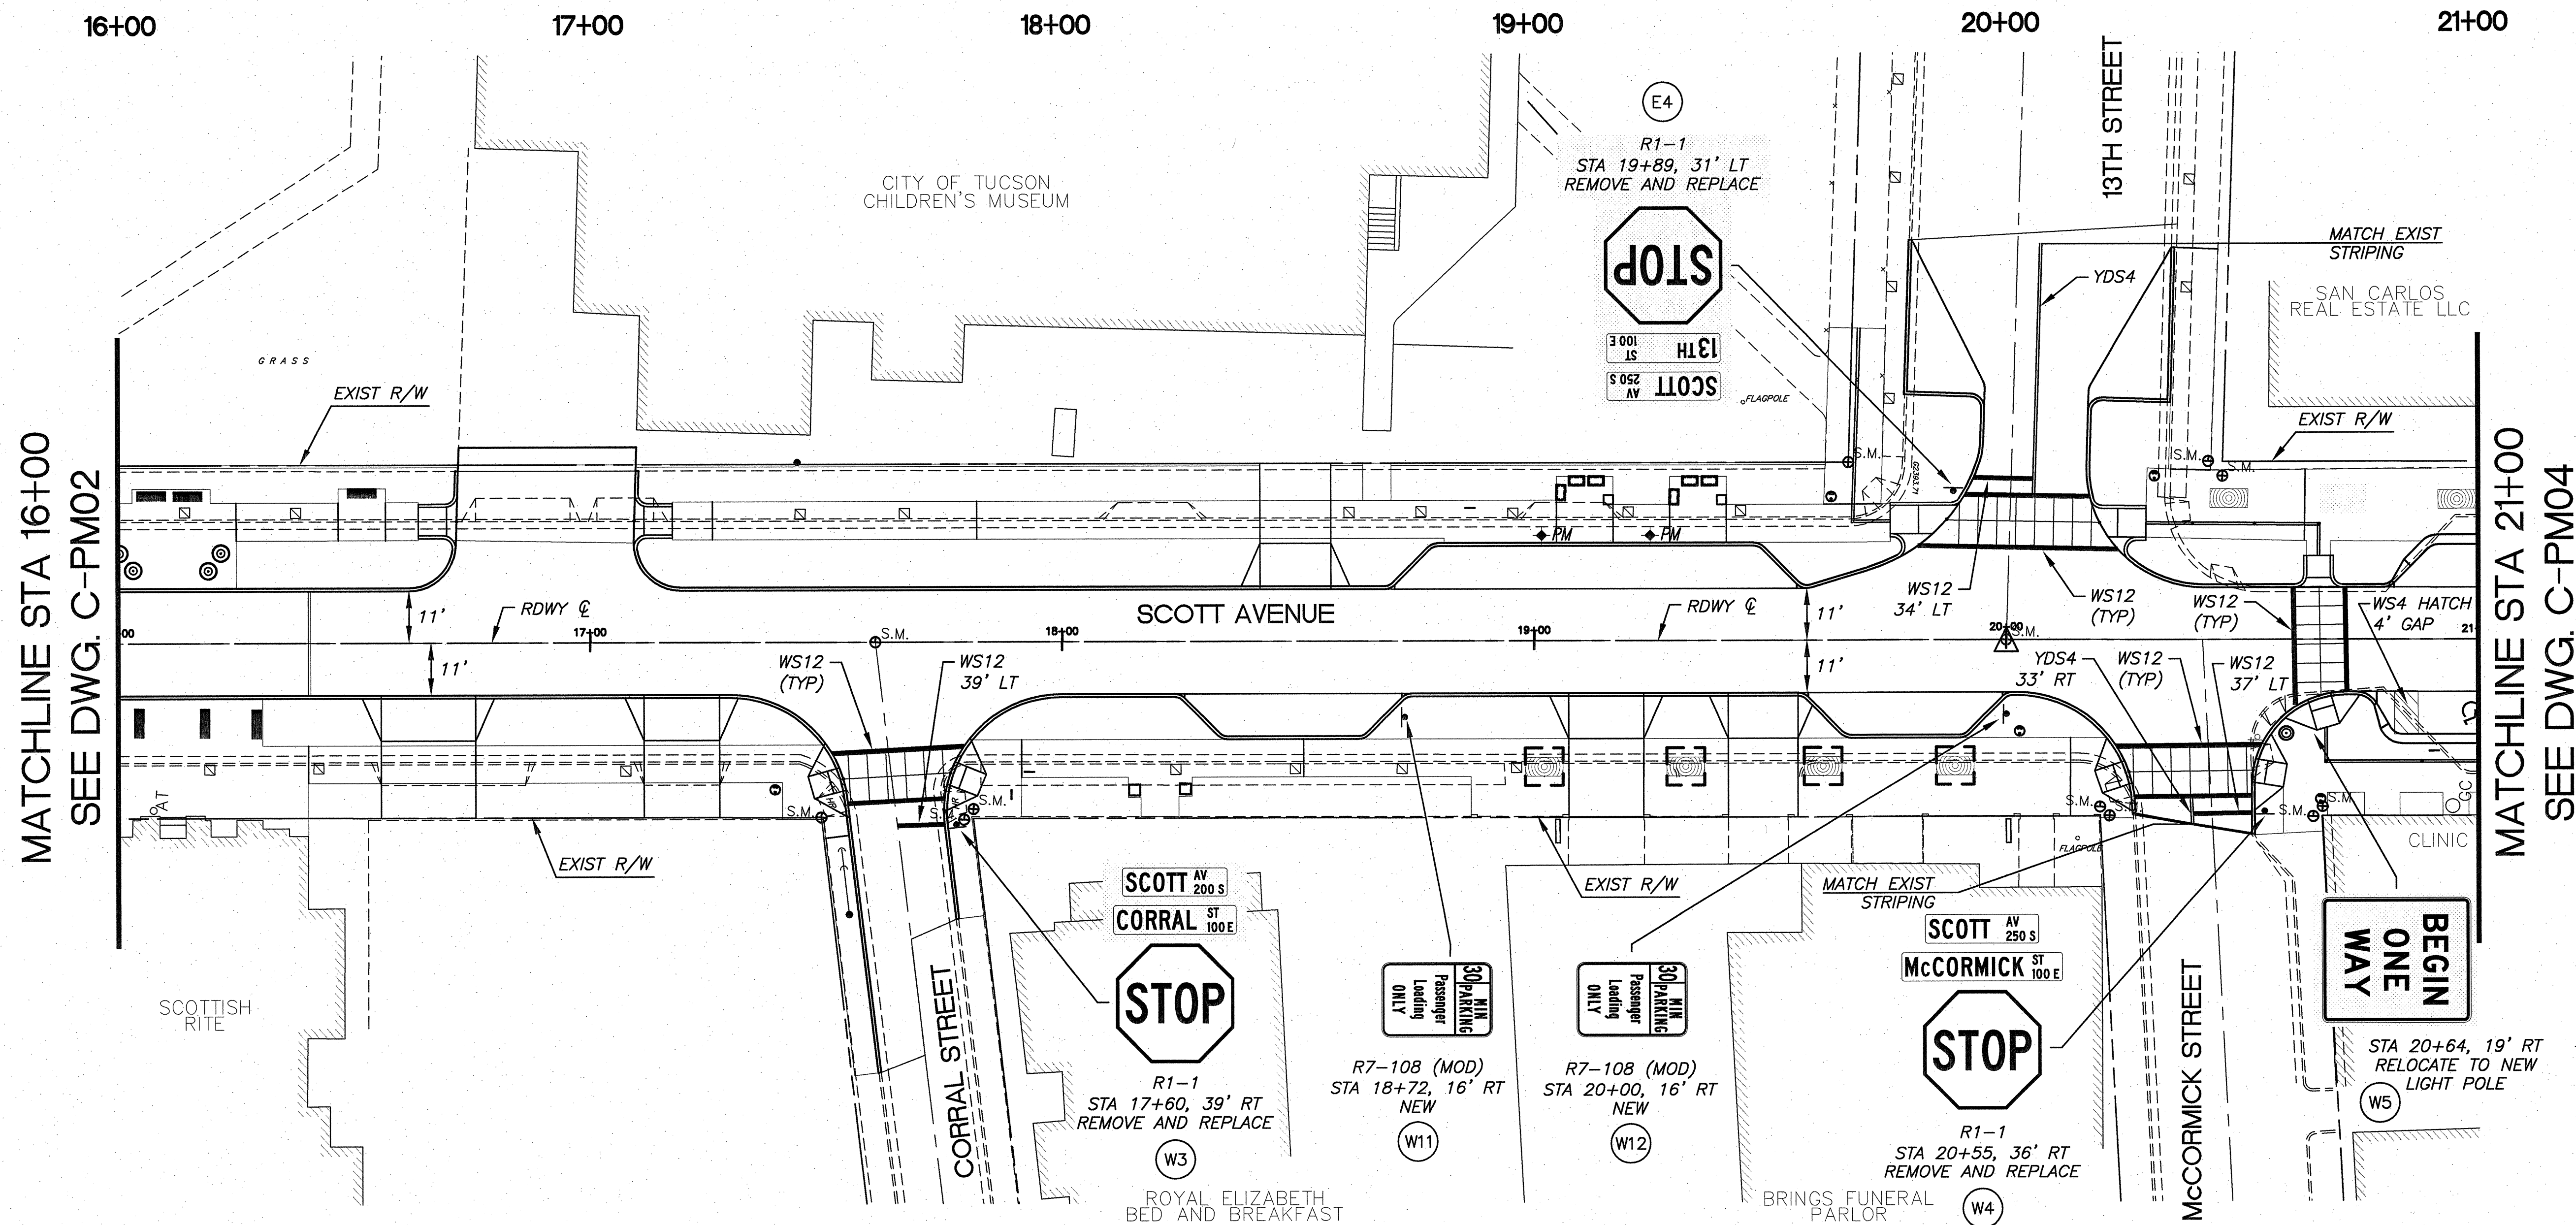 16+00
17+00
18+00
19+00
20+00
21+00
13TH STREET
E4
R1-1
STA 19+89, 31' LT
REMOVE AND REPLACE
STOP
13TH ST 100 E
SCOTT AV 250 S
CITY OF TUCSON
CHILDREN'S MUSEUM
MATCH EXIST
STRIPING
YDS4
SAN CARLOS
REAL ESTATE LLC
GRASS
EXIST R/W
FLAGPOLE
EXIST R/W
MATCHLINE STA 16+00
SEE DWG. C-PM02
MATCHLINE STA 21+00
SEE DWG. C-PM04
S.M.
S.M.
S.M.
G2393.71
PM
PM
11'
RDWY ℄
SCOTT AVENUE
RDWY ℄
11'
WS12
34' LT
WS12
(TYP)
WS12
(TYP)
WS4 HATCH
4' GAP
00
17+00
S.M.
18+00
19+00
20+00
S.M.
21
11'
WS12
(TYP)
WS12
39' LT
11'
YDS4
33' RT
WS12
(TYP)
WS12
37' LT
AT
HR
HR
S.M.
S.M.
S.M.
S.M.
S.M.
S.M.
S.M.
GC
EXIST R/W
EXIST R/W
FLAGPOLE
CLINIC
MATCH EXIST
STRIPING
SCOTT AV 200 S
CORRAL ST 100 E
STOP
R1-1
STA 17+60, 39' RT
REMOVE AND REPLACE
W3
CORRAL STREET
SCOTTISH
RITE
ROYAL ELIZABETH
BED AND BREAKFAST
30 MIN PARKING
Passenger
Loading
ONLY
R7-108 (MOD)
STA 18+72, 16' RT
NEW
W11
30 MIN PARKING
Passenger
Loading
ONLY
R7-108 (MOD)
STA 20+00, 16' RT
NEW
W12
SCOTT AV 250 S
McCORMICK ST 100 E
STOP
R1-1
STA 20+55, 36' RT
REMOVE AND REPLACE
W4
BRINGS FUNERAL
PARLOR
McCORMICK STREET
BEGIN
ONE
WAY
STA 20+64, 19' RT
RELOCATE TO NEW
LIGHT POLE
W5